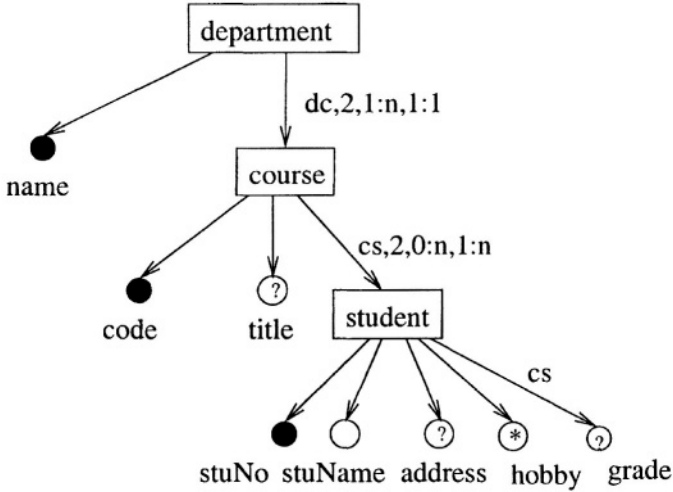 department
dc,2,1:n,1:1
name
course
cs,2,0:n,1:n
?
code
title
student
cs
? * ?
stuNo stuName address hobby grade